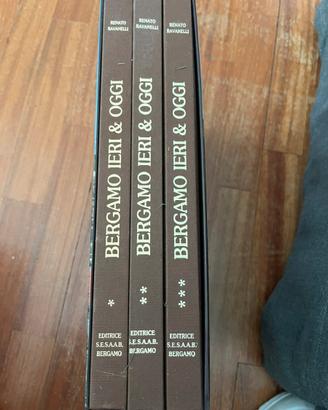 RENATO
RAVANELLI
BERGAMO IERI & OGGI
*
EDITRICE
S.E.S.A.A.B.
BERGAMO
RENATO
RAVANELLI
BERGAMO IERI & OGGI
**
EDITRICE
S.E.S.A.A.B.
BERGAMO
RENATO
RAVANELLI
BERGAMO IERI & OGGI
***
EDITRICE
S.E.S.A.A.B.
BERGAMO